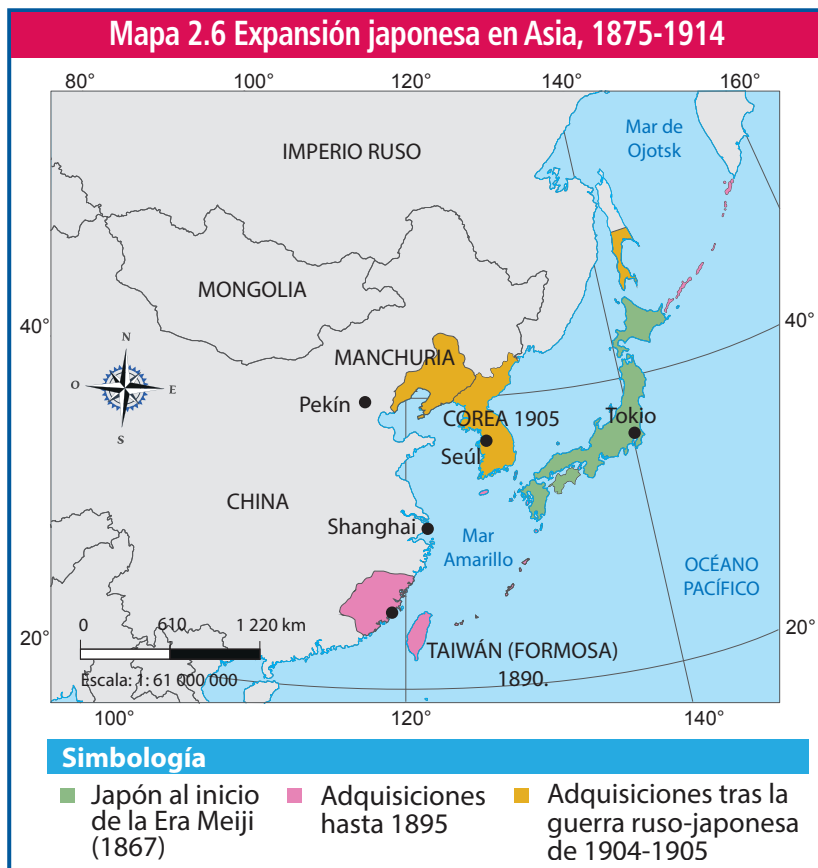 Mapa 2.6 Expansión japonesa en Asia, 1875-1914
80° 100° 120° 140° 160°
Mar de
Ojotsk
IMPERIO RUSO
MONGOLIA
40° 40°
N
O E
S
MANCHURIA
Pekín
COREA 1905
Tokio
Seúl
CHINA
Shanghai
Mar
Amarillo
OCÉANO
PACÍFICO
0 610 1 220 km
20° 20°
TAIWÁN (FORMOSA)
1890.
Escala: 1: 61 000 000
100° 120° 140°
Simbología
Japón al inicio
de la Era Meiji
(1867)
Adquisiciones
hasta 1895
Adquisiciones tras la
guerra ruso-japonesa
de 1904-1905